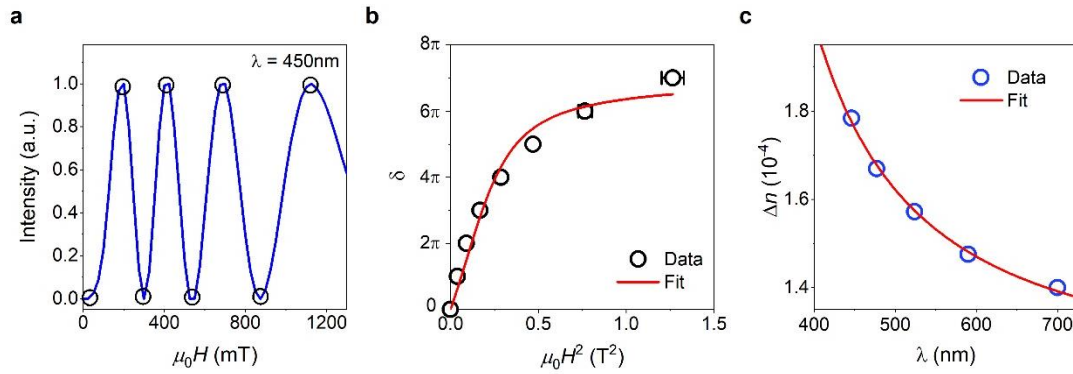 a
λ = 450nm
1.0
0.8
0.6
0.4
0.2
0.0
Intensity (a.u.)
0 400 800 1200
μ₀H (mT)
b
8π
6π
4π
2π
0
δ
Data
Fit
0.0 0.5 1.0 1.5
μ₀H² (T²)
c
Data
Fit
1.8
1.6
1.4
Δn (10⁻⁴)
400 500 600 700
λ (nm)